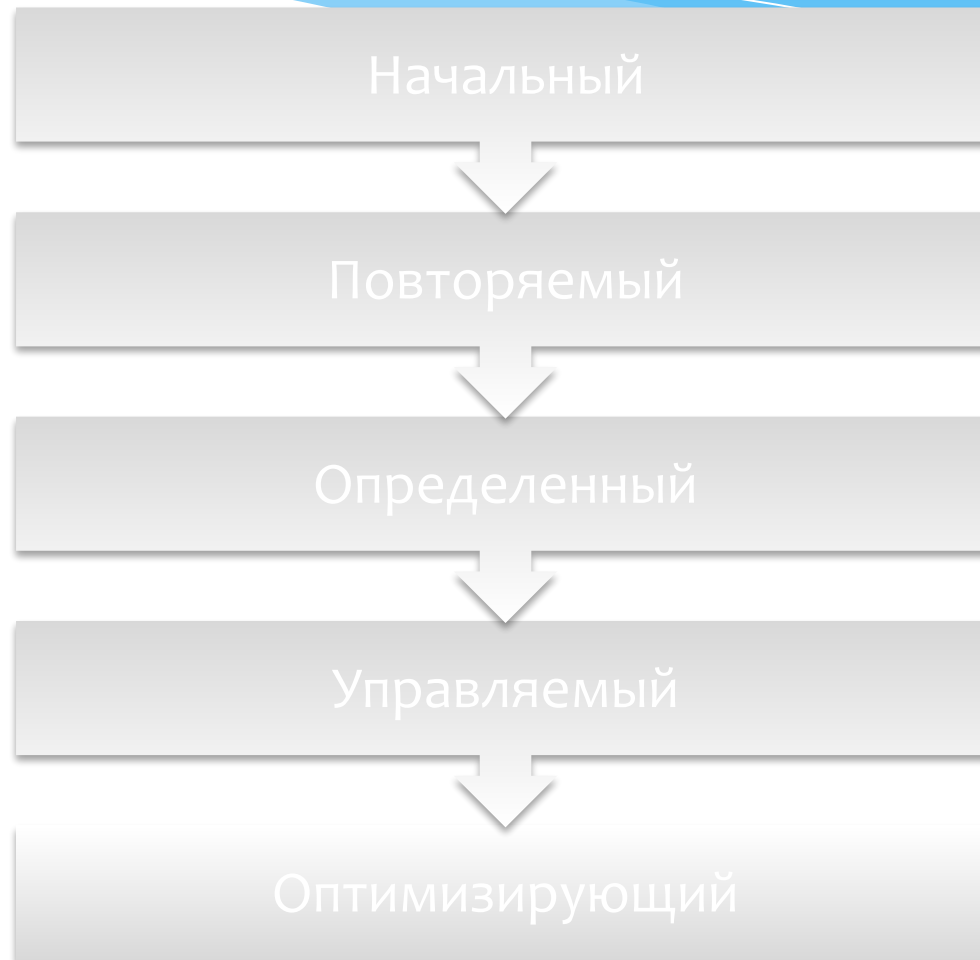 Начальный
Повторяемый
Определенный
Управляемый
Оптимизирующий